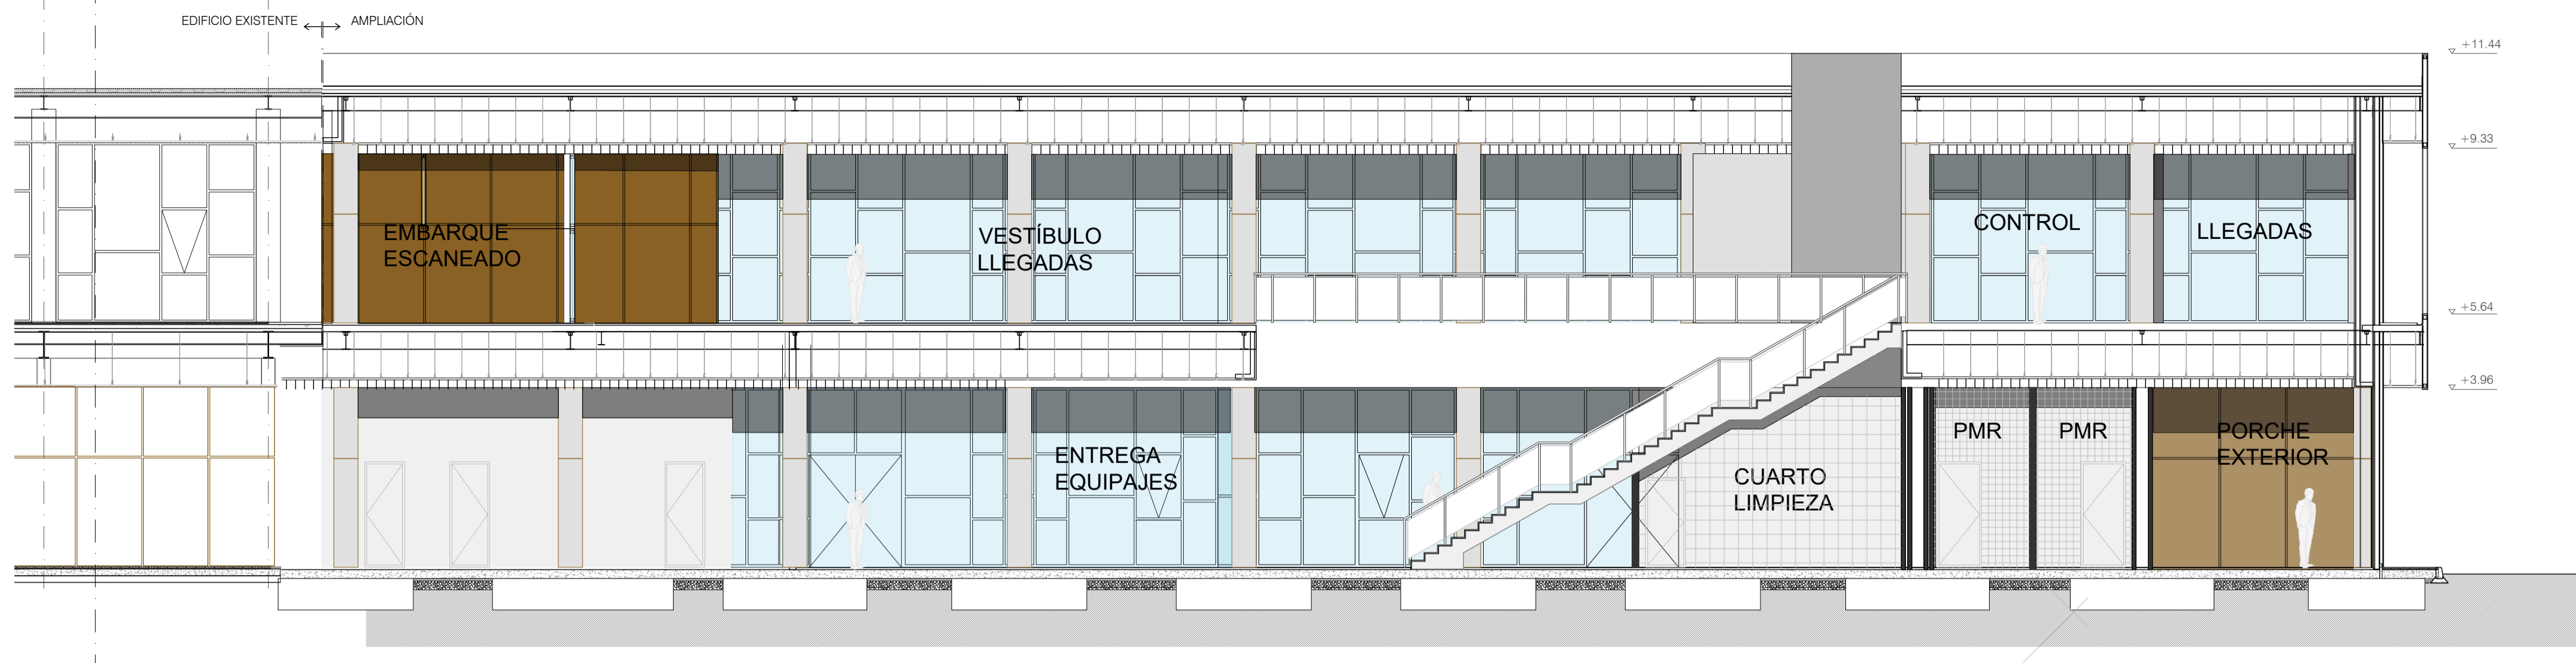 EDIFICIO EXISTENTE
AMPLIACIÓN
+11.44
+9.33
EMBARQUE
ESCANEADO
VESTÍBULO
LLEGADAS
CONTROL
LLEGADAS
+5.64
+3.96
ENTREGA
EQUIPAJES
CUARTO
LIMPIEZA
PMR
PMR
PORCHE
EXTERIOR